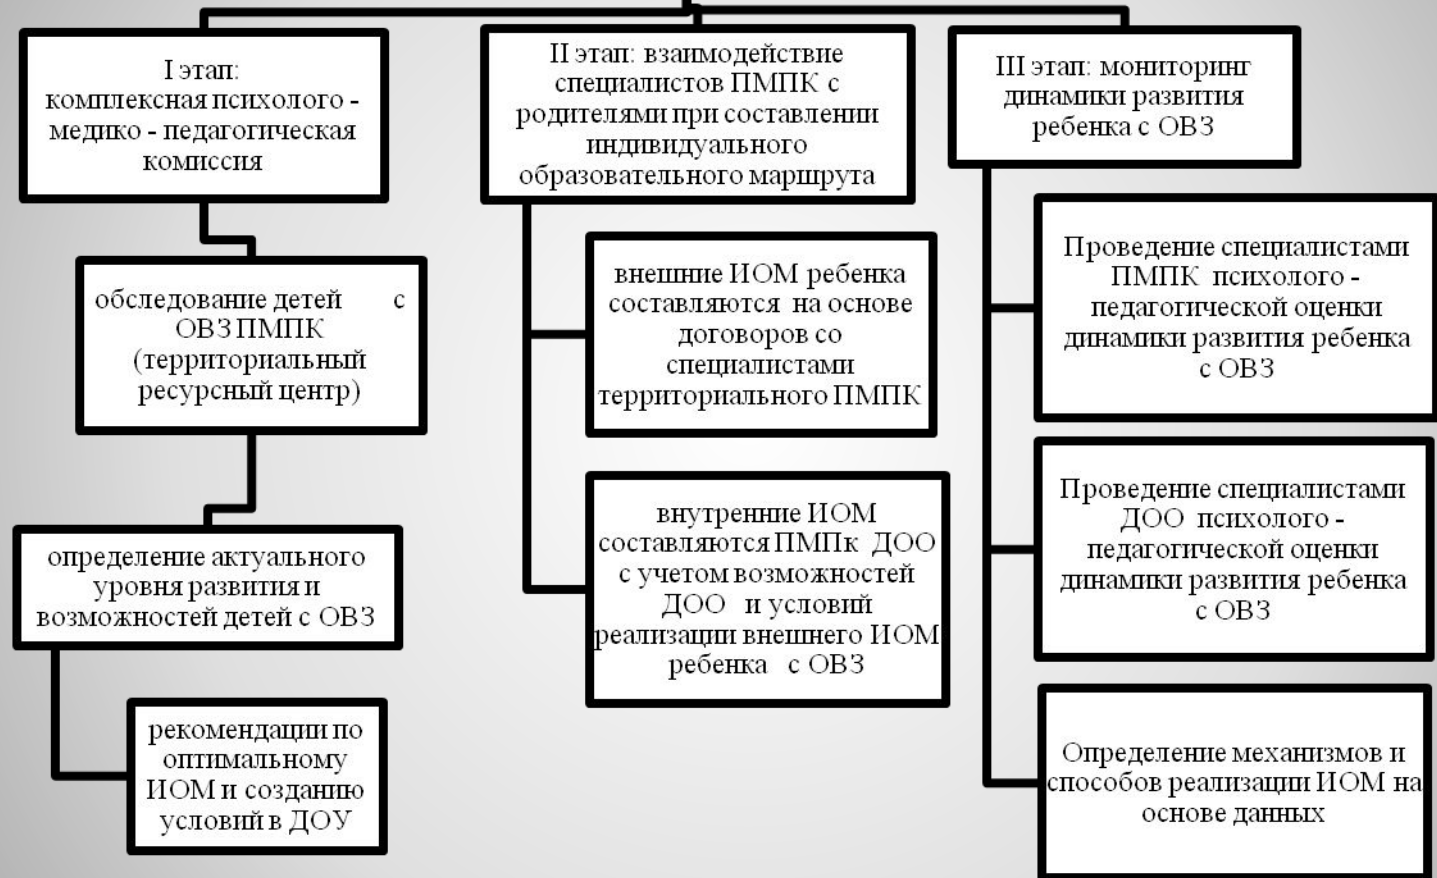 I этап:
комплексная психолого -
медико - педагогическая
комиссия
обследование детей с
ОВЗ ПМПК
(территориальный
ресурсный центр)
определение актуального
уровня развития и
возможностей детей с ОВЗ
рекомендации по
оптимальному
ИОМ и созданию
условий в ДОУ
II этап: взаимодействие
специалистов ПМПК с
родителями при составлении
индивидуального
образовательного маршрута
внешние ИОМ ребенка
составляются на основе
договоров со
специалистами
территориального ПМПК
внутренние ИОМ
составляются ПМПк ДОО
с учетом возможностей
ДОО и условий
реализации внешнего ИОМ
ребенка с ОВЗ
III этап: мониторинг
динамики развития
ребенка с ОВЗ
Проведение специалистами
ПМПК психолого -
педагогической оценки
динамики развития ребенка
с ОВЗ
Проведение специалистами
ДОО психолого -
педагогической оценки
динамики развития ребенка
с ОВЗ
Определение механизмов и
способов реализации ИОМ на
основе данных